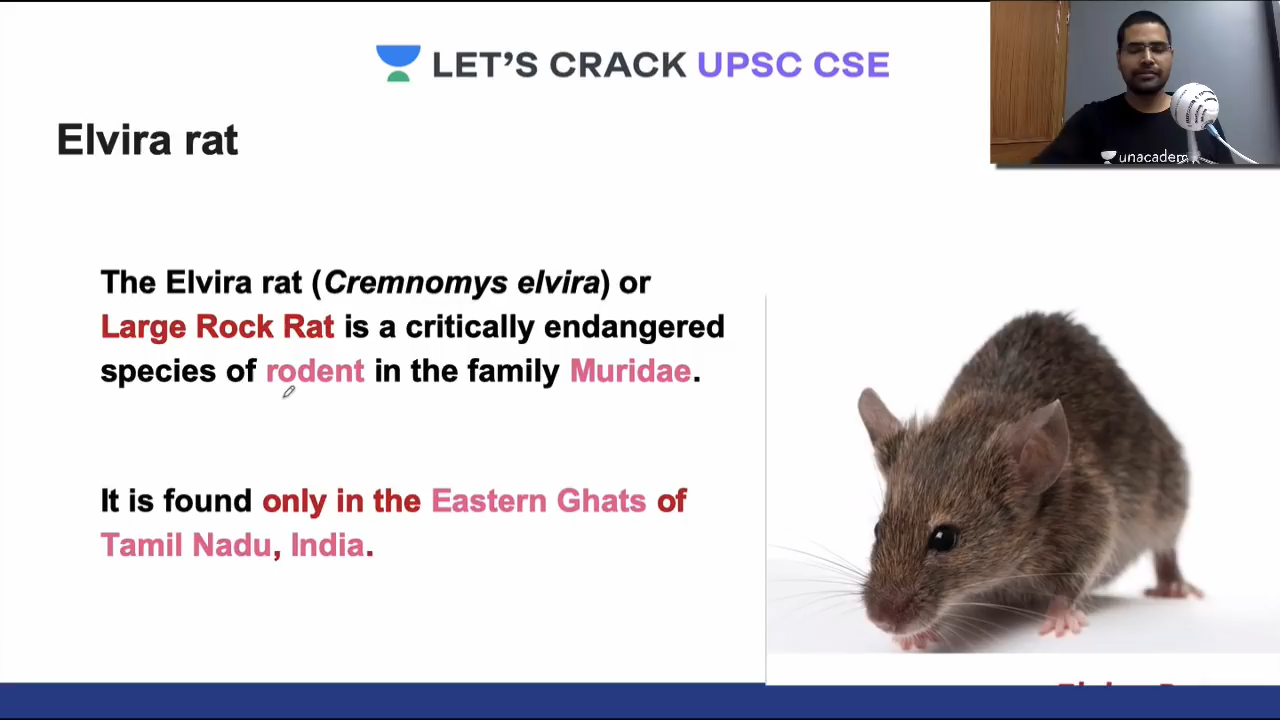 LET'S CRACK UPSC CSE
Elvira rat
The Elvira rat (Cremnomys elvira) or
Large Rock Rat is a critically endangered
species of rodent in the family Muridae.
It is found only in the Eastern Ghats of
Tamil Nadu, India.